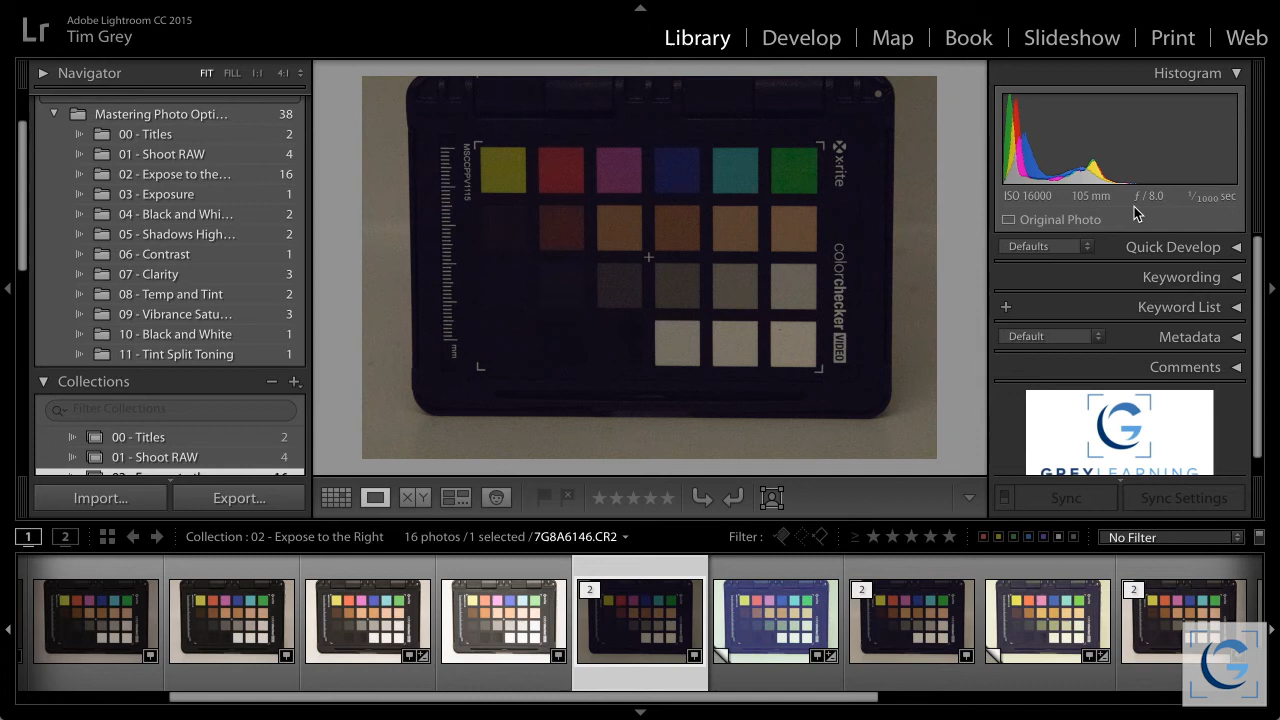 Lr
Adobe Lightroom CC 2015
Tim Grey
Library | Develop | Map | Book | Slideshow | Print | Web
Navigator FIT FILL 1:1 4:1
Mastering Photo Opti... 38
00 - Titles 2
01 - Shoot RAW 4
02 - Expose to the... 16
03 - Exposure 1
04 - Black and Whi... 2
05 - Shadows High... 2
06 - Contrast 1
07 - Clarity 3
08 - Temp and Tint 2
09 - Vibrance Satu... 2
10 - Black and White 1
11 - Tint Split Toning 1
Collections
Filter Collections
00 - Titles 2
01 - Shoot RAW 4
Import... Export...
MSCCPPV1115
mm
x-rite
colorchecker VIDEO
Histogram
ISO 16000 105 mm 8.0 1/1000 sec
Original Photo
Defaults Quick Develop
Keywording
Keyword List
Default Metadata
Comments
G
GREYLEARNING
XY
Sync Sync Settings
1 2 Collection : 02 - Expose to the Right 16 photos /1 selected /7G8A6146.CR2 Filter : No Filter
2 2 2
G